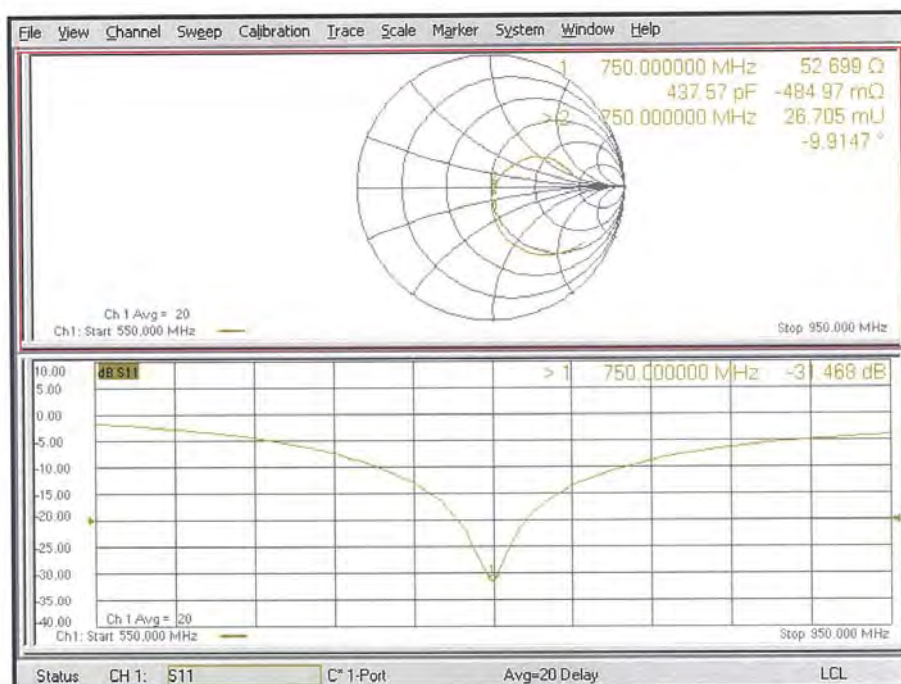 File View Channel Sweep Calibration Trace Scale Marker System Window Help
1 750.000000 MHz 52.699 Ω
437.57 pF -484.97 mΩ
> 2 750.000000 MHz 26.705 mU
-9.9147 °
Ch 1 Avg = 20
Ch1: Start 550.000 MHz
Stop 950.000 MHz
10.00
dB S11
> 1 750.000000 MHz -31.468 dB
5.00
0.00
-5.00
-10.00
-15.00
-20.00
-25.00
-30.00
1
-35.00
-40.00
Ch 1 Avg = 20
Ch1: Start 550.000 MHz
Stop 950.000 MHz
Status CH 1: S11 C* 1-Port Avg=20 Delay LCL